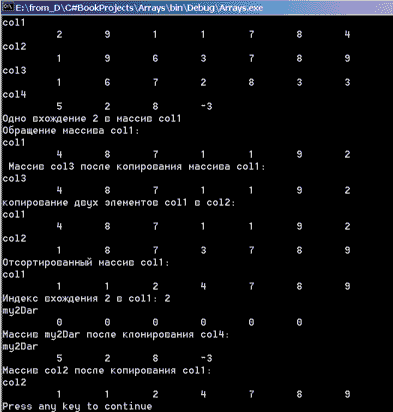 E:\from_D\C#BookProjects\Arrays\bin\Debug\Arrays.exe
col1
2 9 1 1 7 8 4
col2
1 9 6 3 7 8 9
col3
1 6 7 2 8 3 3
col4
5 2 8 -3
Одно вхождение 2 в массив col1
Обращение массива col1:
col1
4 8 7 1 1 9 2
Массив col3 после копирования массива col1:
col3
4 8 7 1 1 9 2
копирование двух элементов col1 в col2:
col1
4 8 7 1 1 9 2
col2
1 8 7 3 7 8 9
Отсортированный массив col1:
col1
1 1 2 4 7 8 9
Индекс вхождения 2 в col1: 2
my2Dar
0 0 0 0 0 0
Массив my2Dar после клонирования col4:
my2Dar
5 2 8 -3
Массив col2 после копирования col1:
col2
1 1 2 4 7 8 9
Press any key to continue